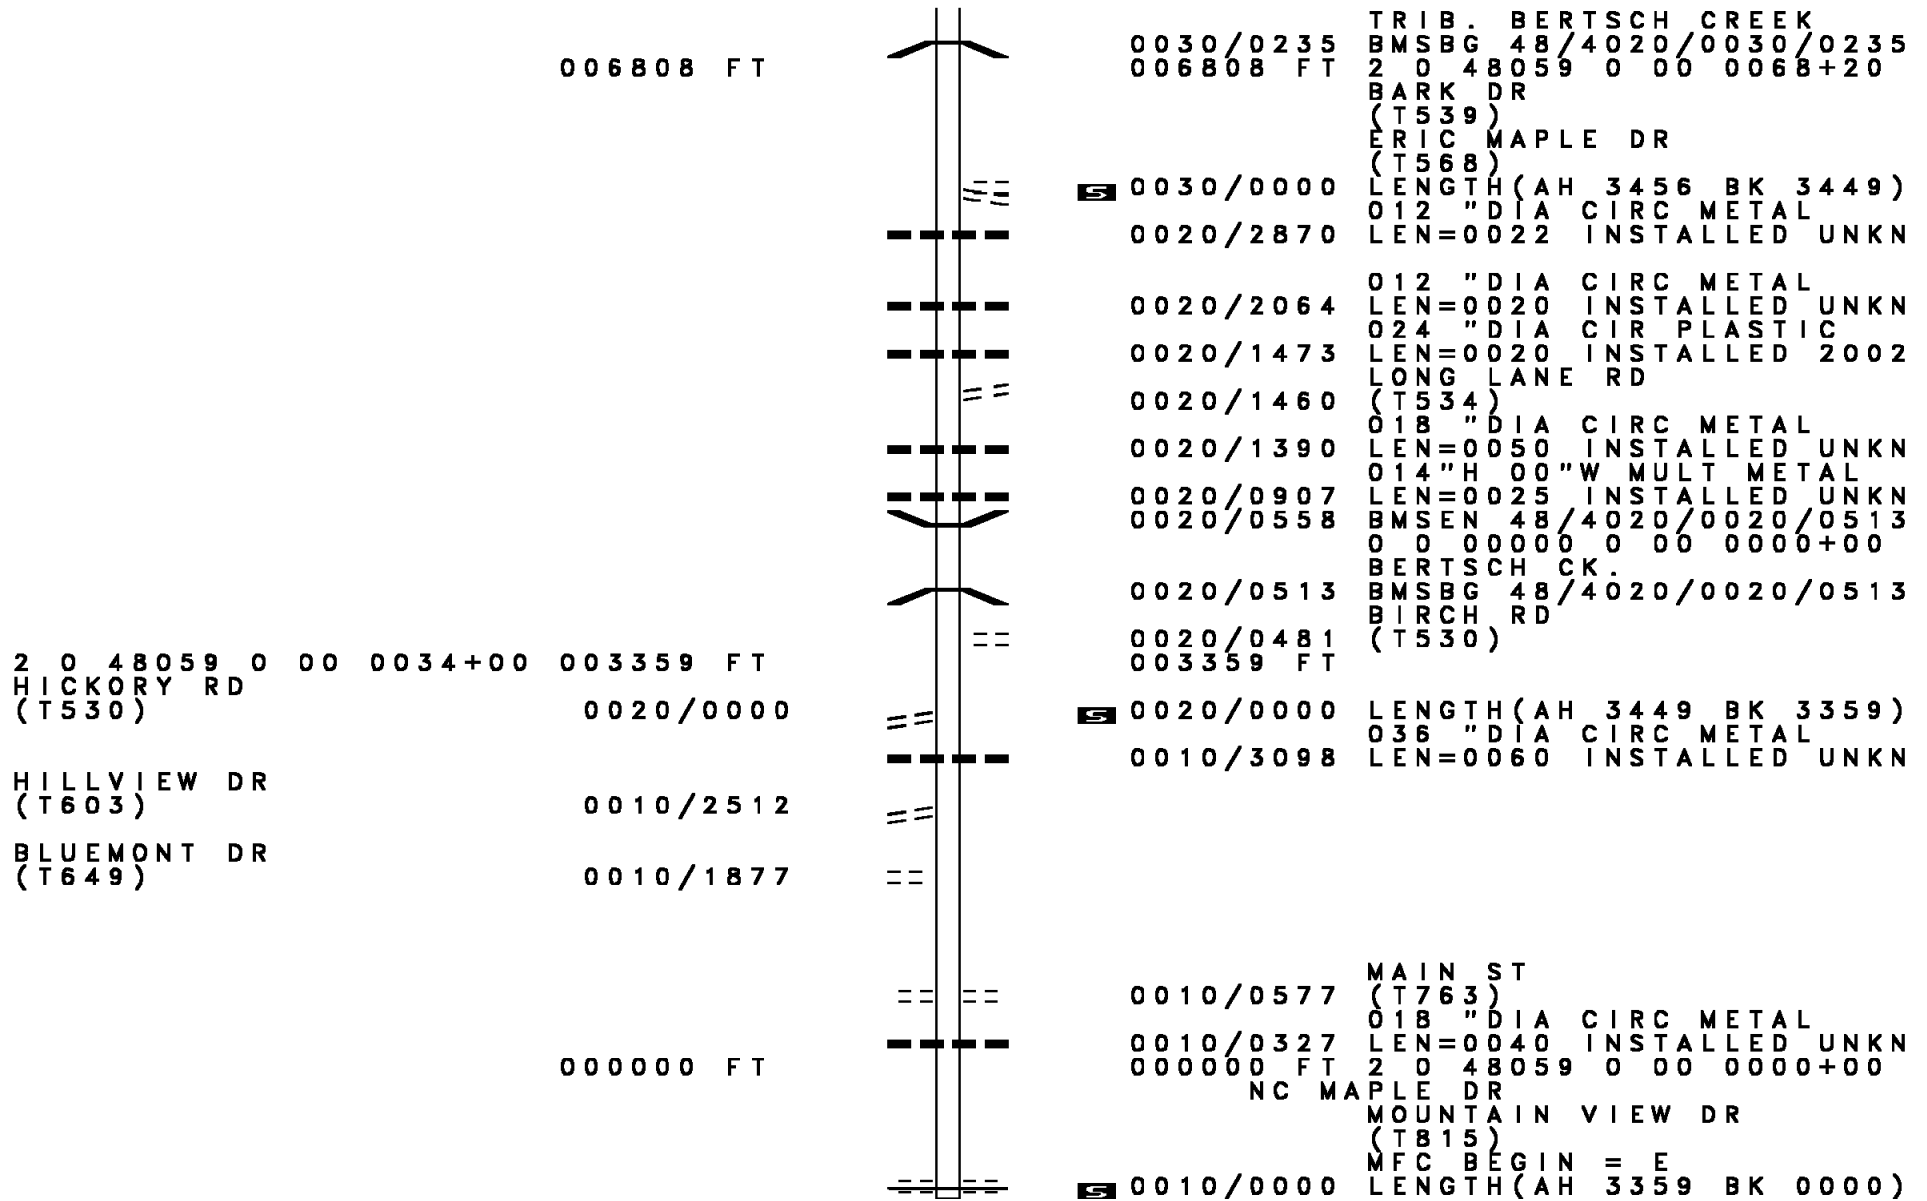 TRIB. BERTSCH CREEK
0030/0235 BMSBG 48/4020/0030/0235
006808 FT 006808 FT 2 0 48059 0 00 0068+20
BARK DR
(T539)
ERIC MAPLE DR
(T568)
S 0030/0000 LENGTH(AH 3456 BK 3449)
012 "DIA CIRC METAL
0020/2870 LEN=0022 INSTALLED UNKN
012 "DIA CIRC METAL
0020/2064 LEN=0020 INSTALLED UNKN
024 "DIA CIR PLASTIC
0020/1473 LEN=0020 INSTALLED 2002
LONG LANE RD
0020/1460 (T534)
018 "DIA CIRC METAL
0020/1390 LEN=0050 INSTALLED UNKN
014"H 00"W MULT METAL
0020/0907 LEN=0025 INSTALLED UNKN
0020/0558 BMSEN 48/4020/0020/0513
0 0 00000 0 00 0000+00
BERTSCH CK.
0020/0513 BMSBG 48/4020/0020/0513
BIRCH RD
0020/0481 (T530)
2 0 48059 0 00 0034+00 003359 FT 003359 FT
HICKORY RD
(T530) 0020/0000 S 0020/0000 LENGTH(AH 3449 BK 3359)
036 "DIA CIRC METAL
0010/3098 LEN=0060 INSTALLED UNKN
HILLVIEW DR
(T603) 0010/2512
BLUEMONT DR
(T649) 0010/1877
MAIN ST
0010/0577 (T763)
018 "DIA CIRC METAL
0010/0327 LEN=0040 INSTALLED UNKN
000000 FT 000000 FT 2 0 48059 0 00 0000+00
NC MAPLE DR
MOUNTAIN VIEW DR
(T815)
MFC BEGIN = E
S 0010/0000 LENGTH(AH 3359 BK 0000)